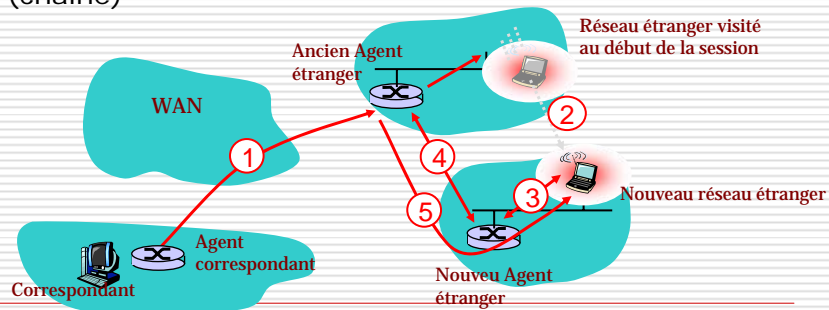 (chaîne)
Réseau étranger visité
au début de la session
Ancien Agent
étranger
WAN
2
1
4
3
5
Nouveau réseau étranger
Agent
correspondant
Correspondant
Nouveu Agent
étranger